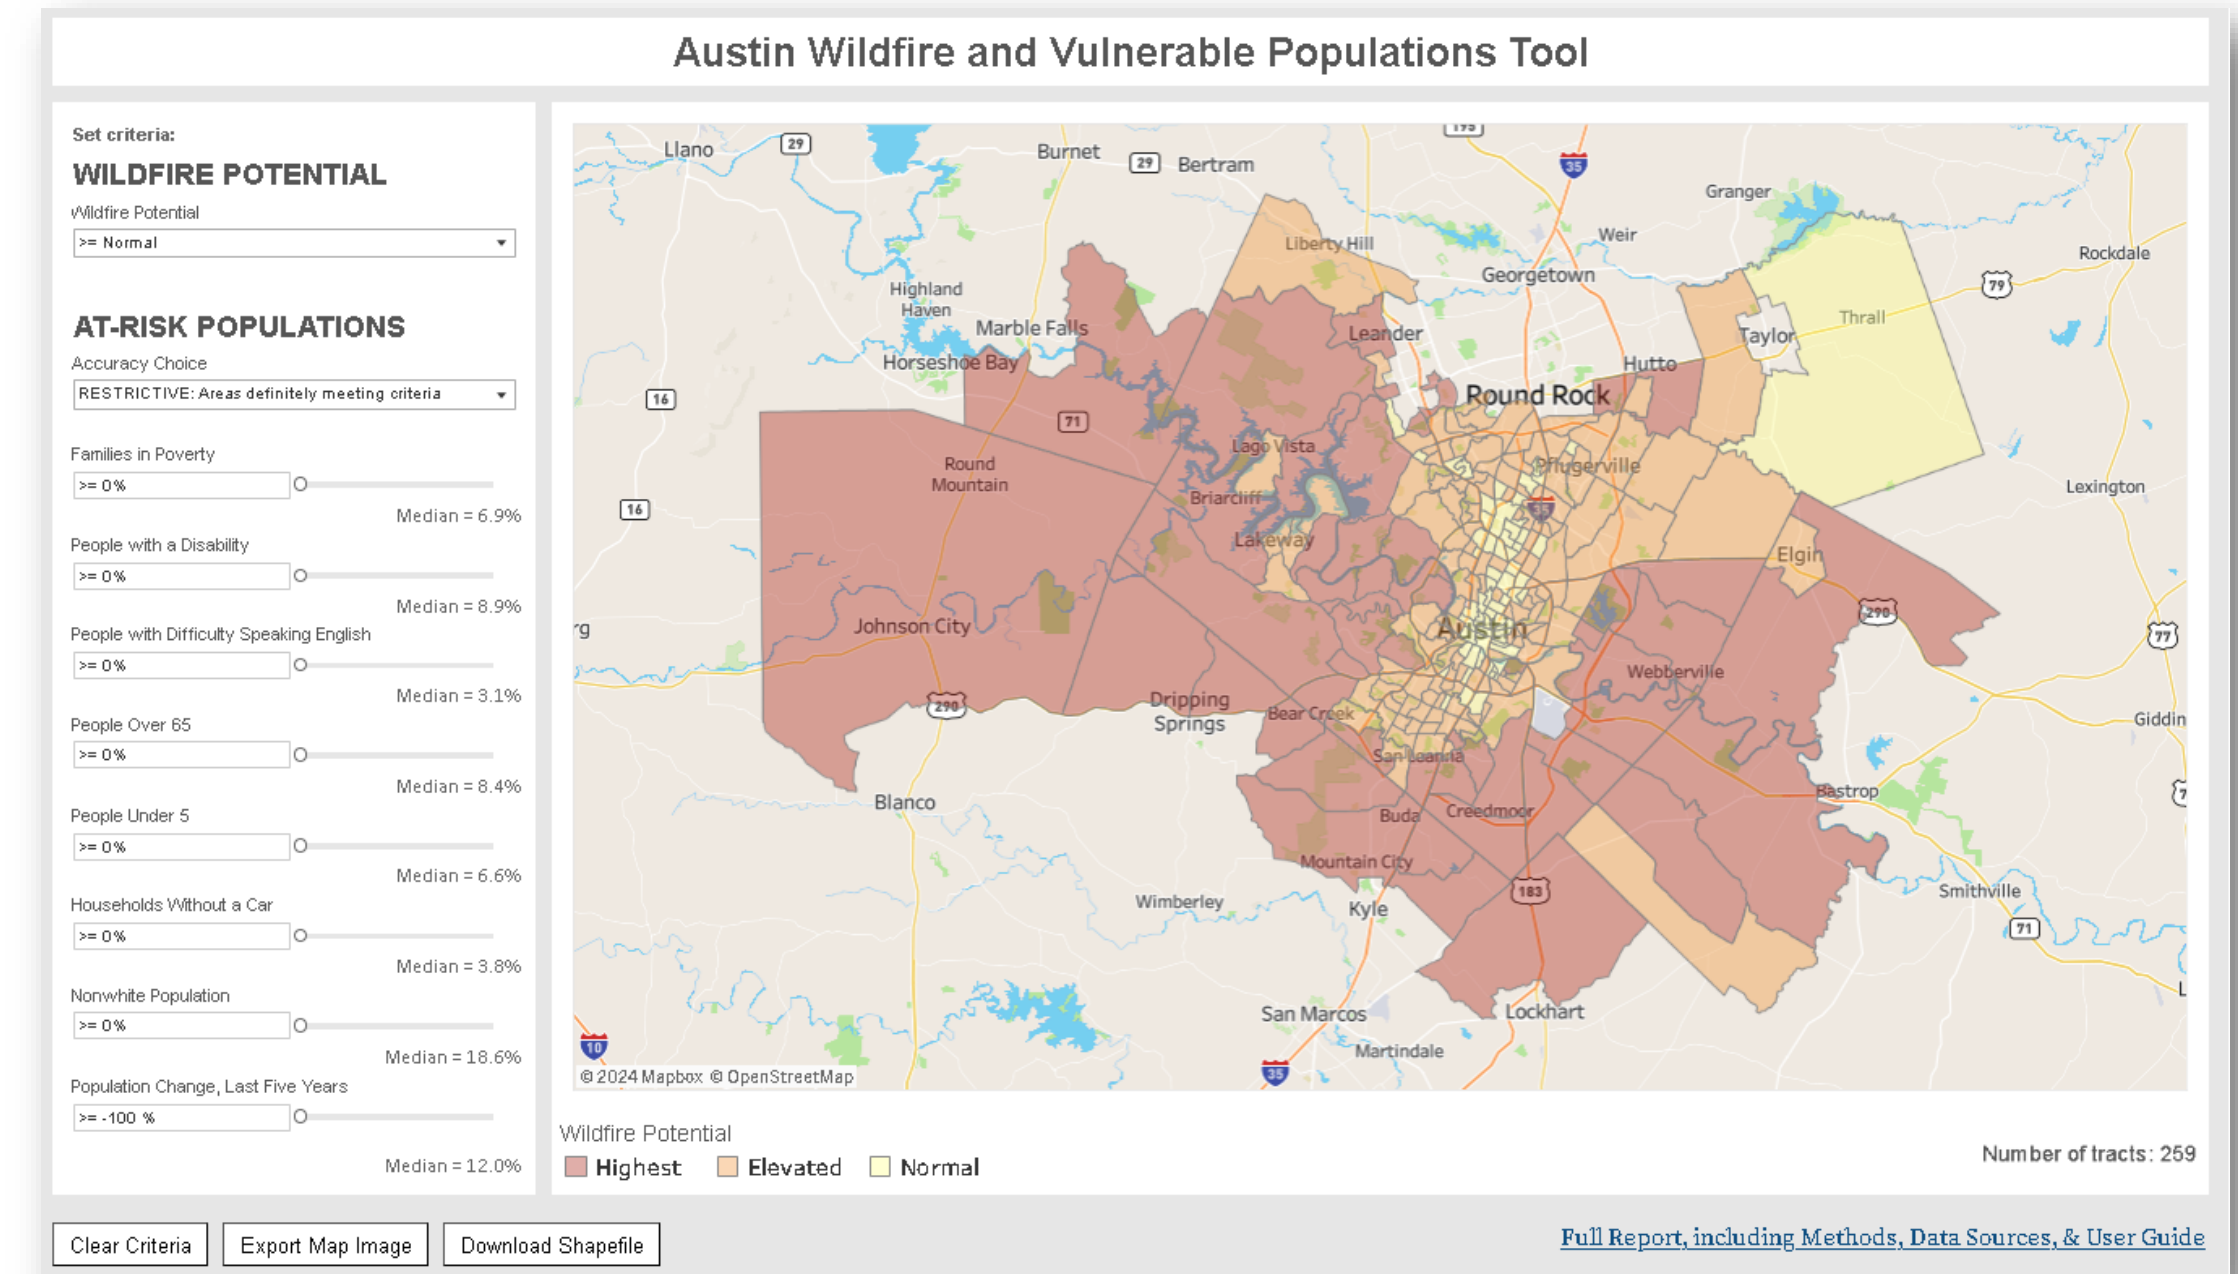 Austin Wildfire and Vulnerable Populations Tool
Set criteria:
WILDFIRE POTENTIAL
Wildfire Potential
>= Normal
AT-RISK POPULATIONS
Accuracy Choice
RESTRICTIVE: Areas definitely meeting criteria
Families in Poverty
>= 0%
Median = 6.9%
People with a Disability
>= 0%
Median = 8.9%
People with Difficulty Speaking English
>= 0%
Median = 3.1%
People Over 65
>= 0%
Median = 8.4%
People Under 5
>= 0%
Median = 6.6%
Households Without a Car
>= 0%
Median = 3.8%
Nonwhite Population
>= 0%
Median = 18.6%
Population Change, Last Five Years
>= -100 %
Median = 12.0%
Llano
29
Burnet
29
Bertram
195
35
Granger
Liberty Hill
Weir
Rockdale
Georgetown
79
Highland
Haven
Marble Falls
Leander
Thrall
Taylor
Horseshoe Bay
Hutto
16
Round Rock
71
Lago Vista
Round
Mountain
Pflugerville
Lexington
Briarcliff
16
35
Lakeway
Elgin
290
rg
Johnson City
Austin
77
Webberville
290
Dripping
Springs
Bear Creek
Giddin
San Leanna
Bastrop
7
Blanco
Buda
Creedmoor
Mountain City
183
Smithville
Wimberley
Kyle
71
L
San Marcos
Lockhart
10
Martindale
35
© 2024 Mapbox © OpenStreetMap
Wildfire Potential
Highest
Elevated
Normal
Number of tracts: 259
Clear Criteria
Export Map Image
Download Shapefile
Full Report, including Methods, Data Sources, & User Guide